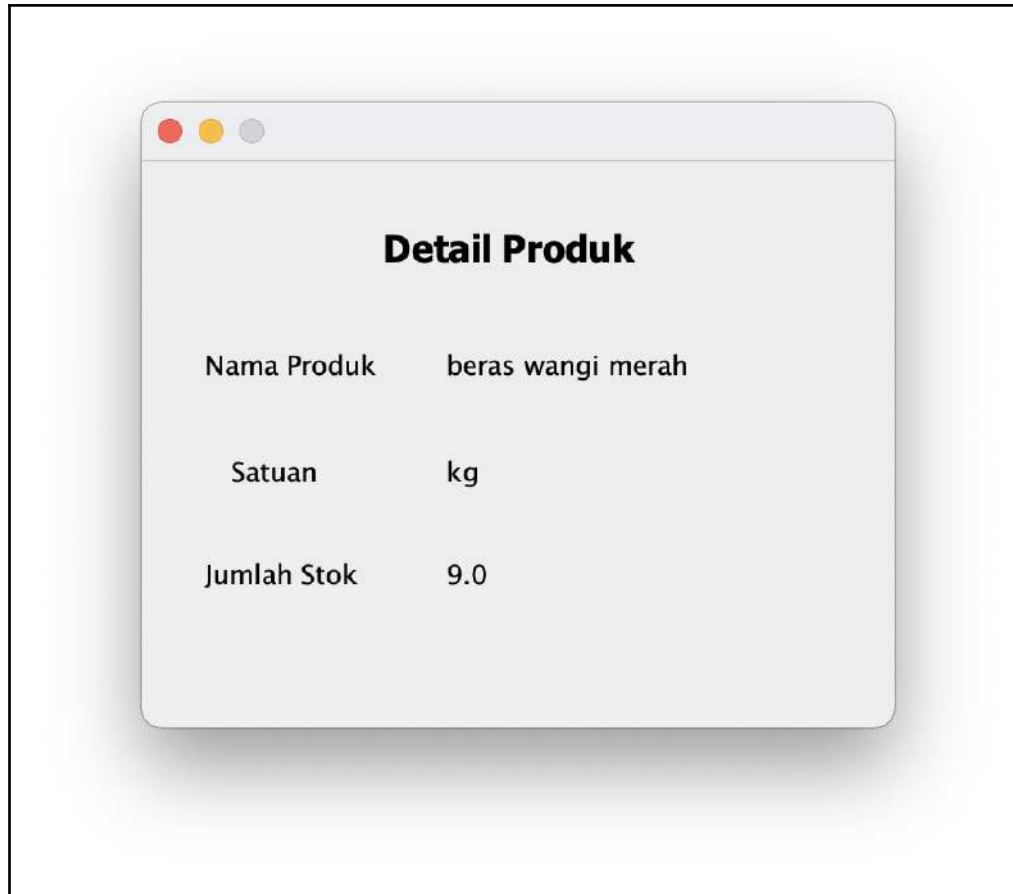 Detail Produk
Nama Produk beras wangi merah
Satuan kg
Jumlah Stok 9.0